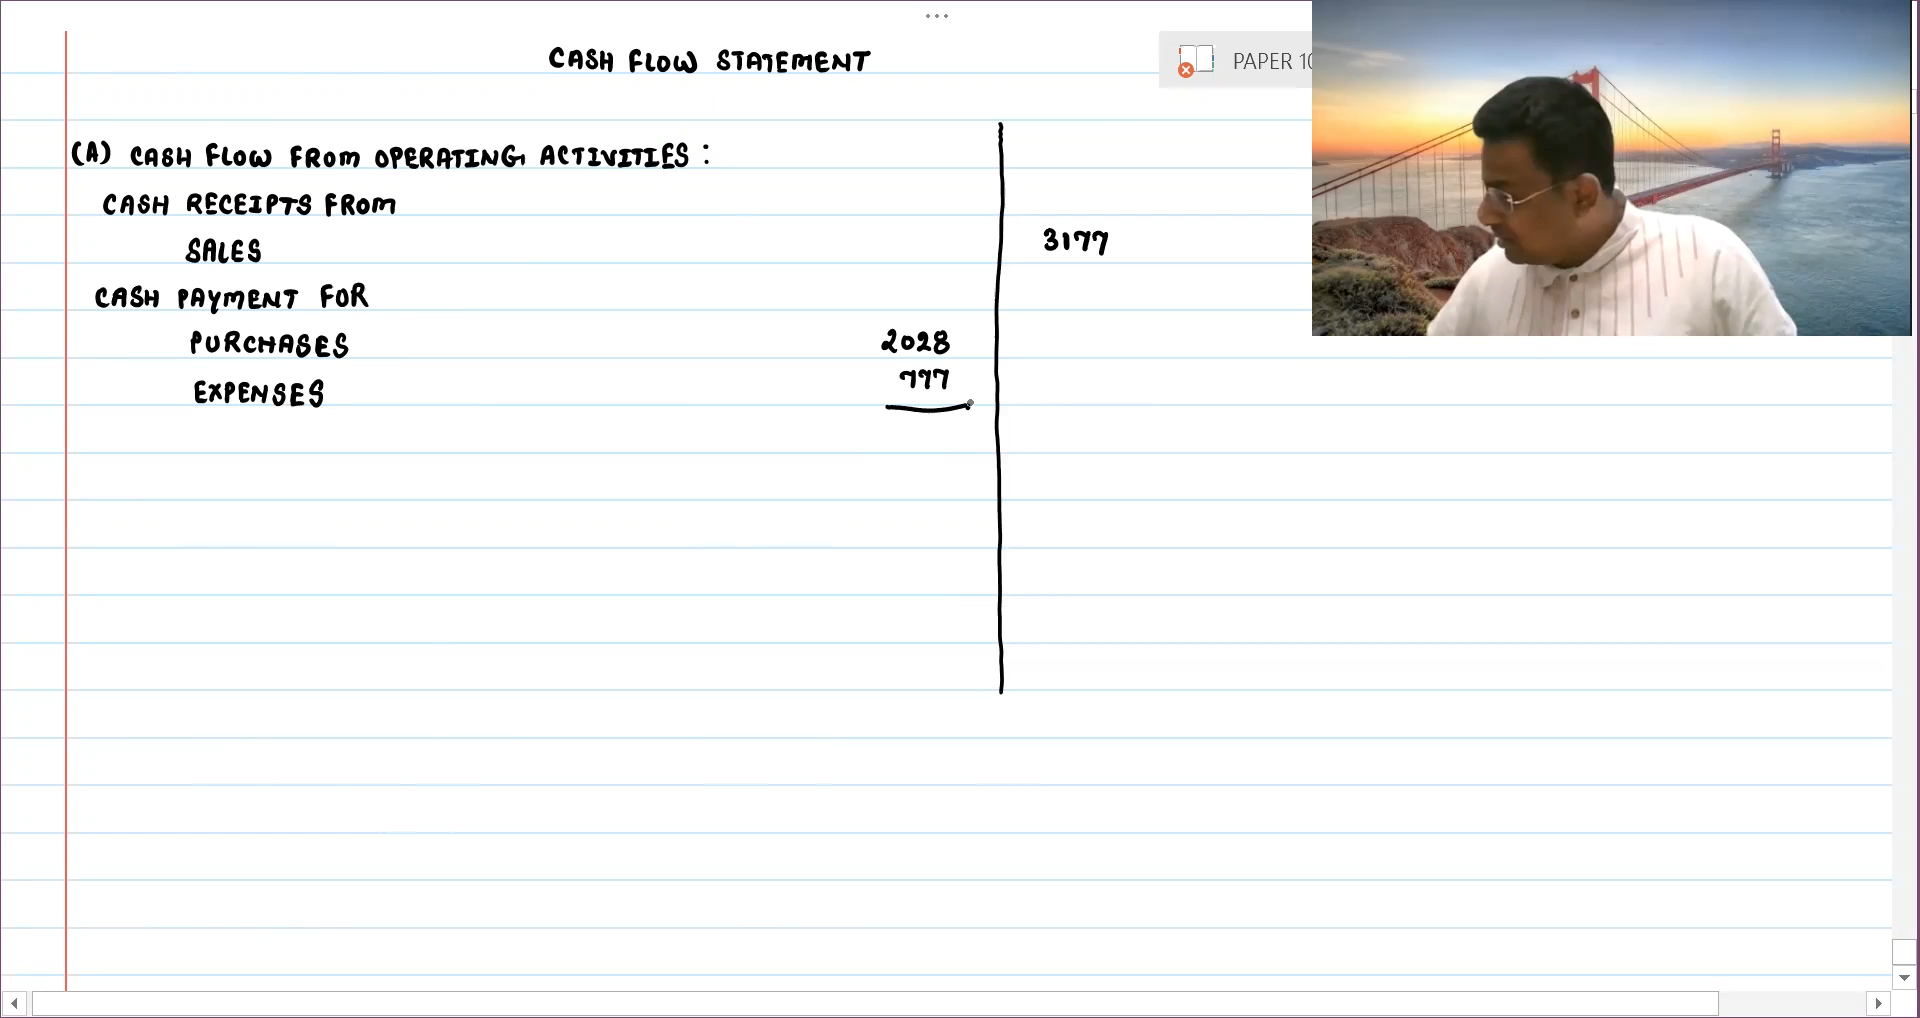 CASH FLOW STATEMENT
PAPER 10
(A) CASH FLOW FROM OPERATING ACTIVITIES :
CASH RECEIPTS FROM
SALES 3177
CASH PAYMENT FOR
PURCHASES 2028
EXPENSES 777